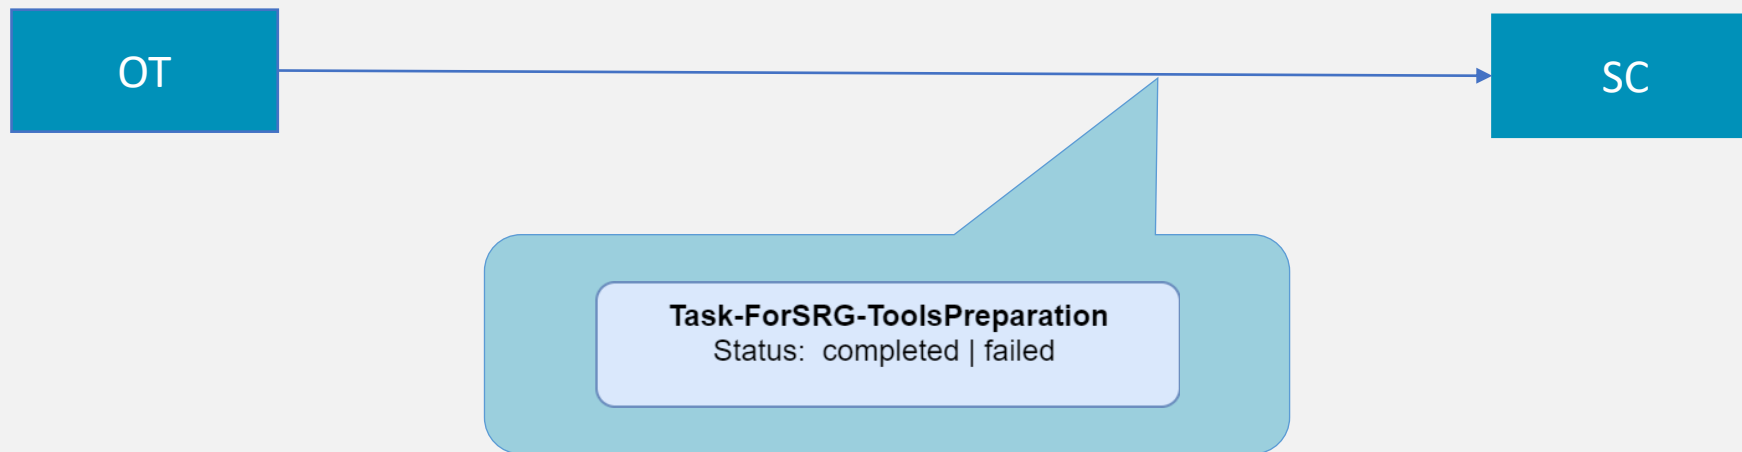 OT
SC
Task-ForSRG-ToolsPreparation
Status:  completed | failed